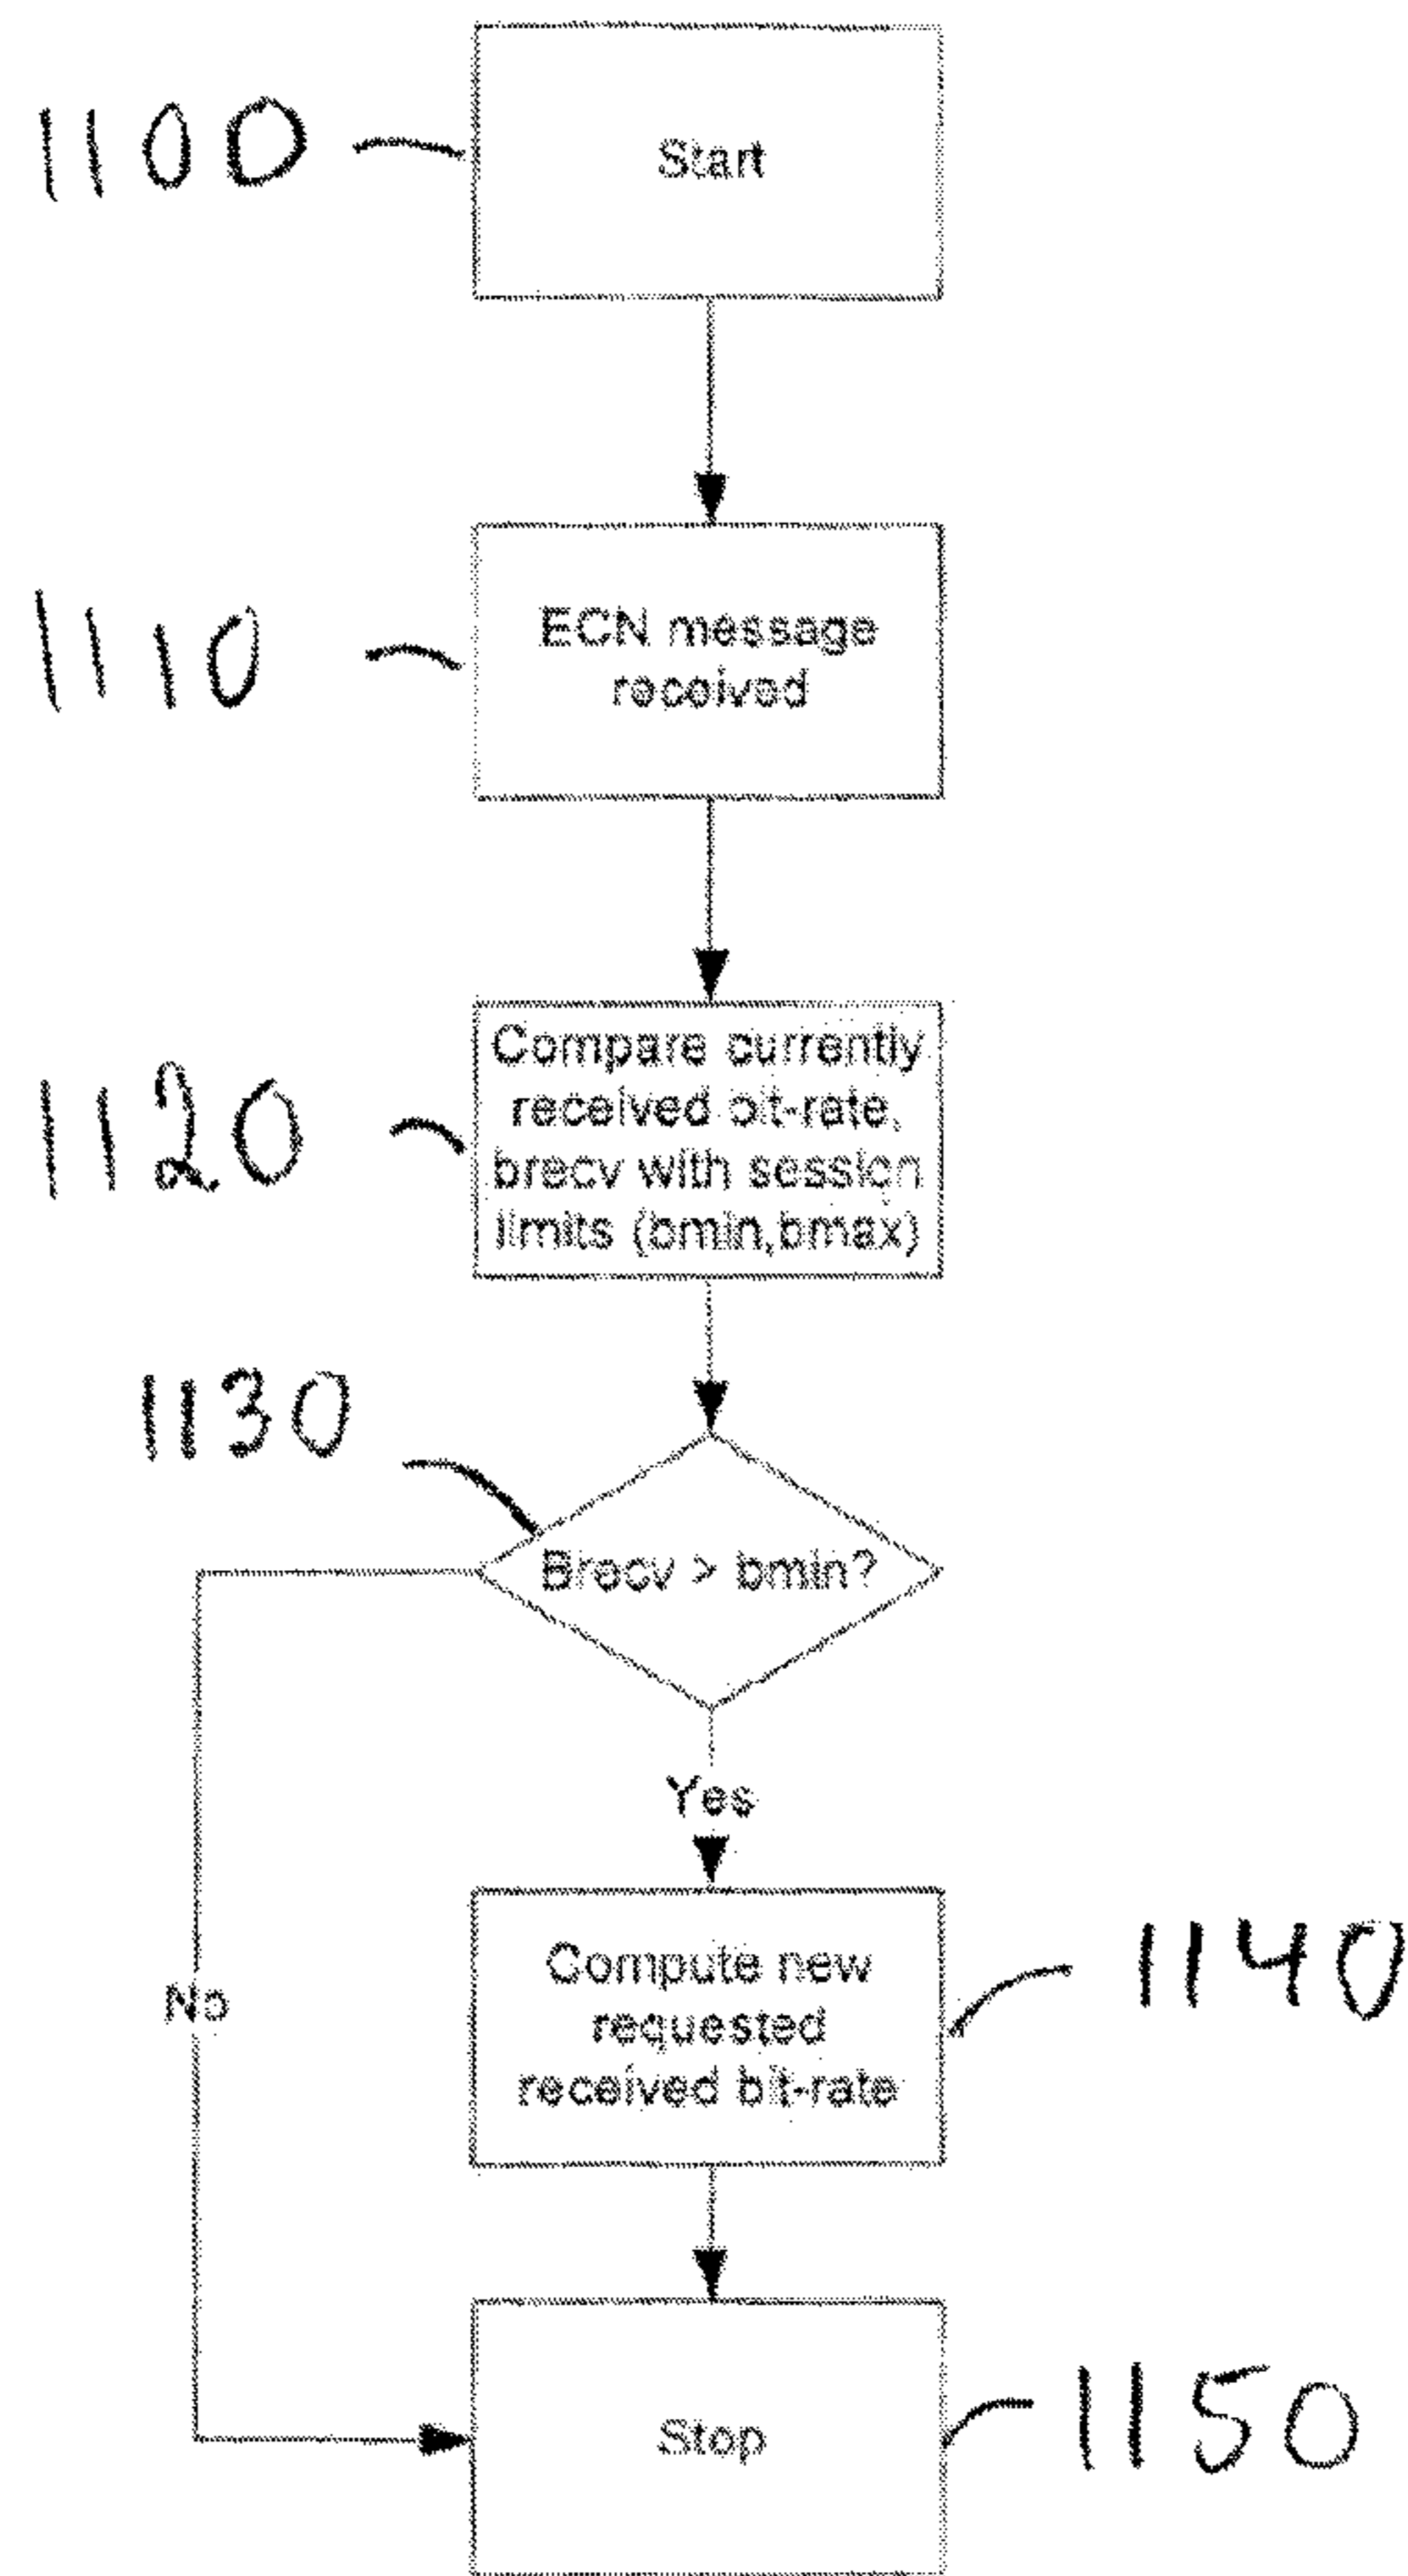 1100
Start
1110
ECN message
received
1120
Compare currently
received bit-rate,
brecv with session
limits (bmin,bmax)
1130
Brecv > bmin?
Yes
No
Compute new
requested
received bit-rate
1140
Stop
1150